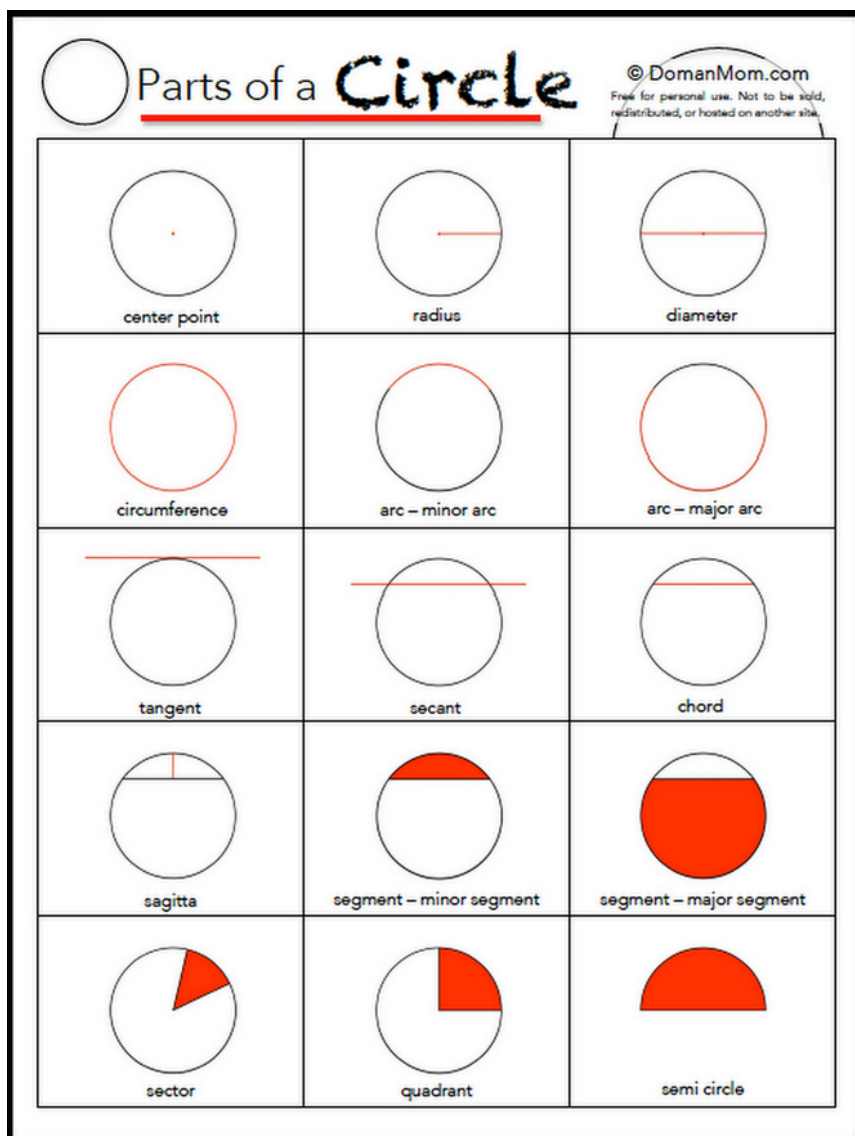 Parts of a Circle
© DomanMom.com
Free for personal use. Not to be sold,
redistributed, or hosted on another site.
center point
radius
diameter
circumference
arc – minor arc
arc – major arc
tangent
secant
chord
sagitta
segment – minor segment
segment – major segment
sector
quadrant
semi circle